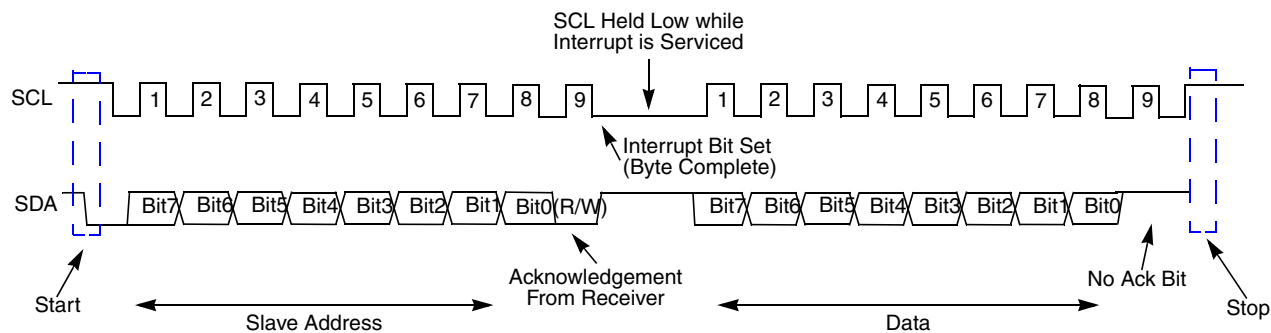 SCL Held Low while
Interrupt is Serviced
SCL
1 2 3 4 5 6 7 8 9 1 2 3 4 5 6 7 8 9
Interrupt Bit Set
(Byte Complete)
SDA
Bit7 Bit6 Bit5 Bit4 Bit3 Bit2 Bit1 Bit0(R/W) Bit7 Bit6 Bit5 Bit4 Bit3 Bit2 Bit1 Bit0
Start
Acknowledgement
From Receiver
No Ack Bit
Stop
Slave Address
Data